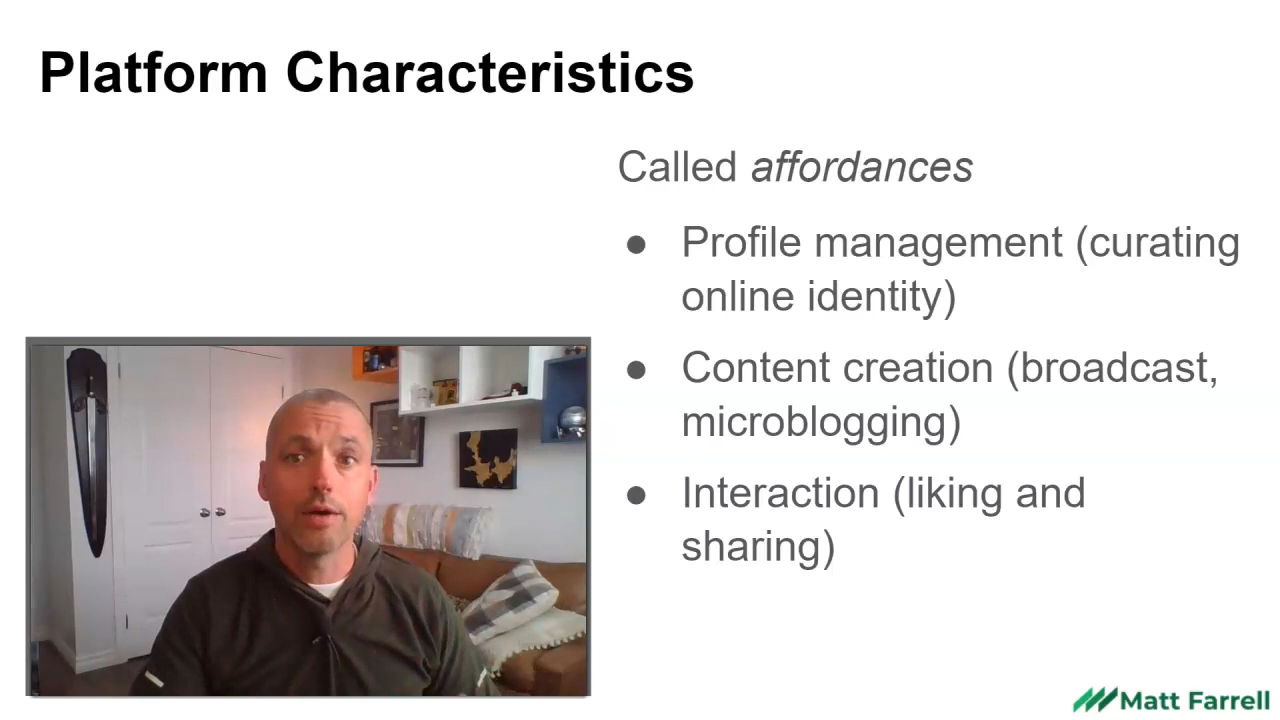 Platform Characteristics
Called affordances
● Profile management (curating
online identity)
● Content creation (broadcast,
microblogging)
● Interaction (liking and
sharing)
Matt Farrell